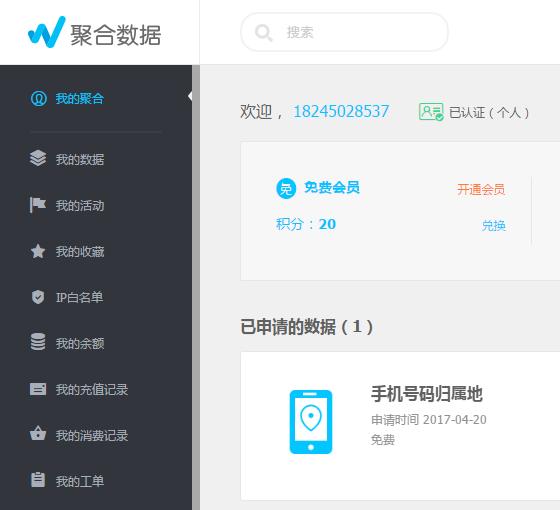 聚合数据
搜索
我的聚合
我的数据
我的活动
我的收藏
IP白名单
我的余额
我的充值记录
我的消费记录
我的工单
欢迎， 18245028537 已认证（个人）
免 免费会员 开通会员
积分：20 兑换
已申请的数据（1）
手机号码归属地
申请时间 2017-04-20
免费